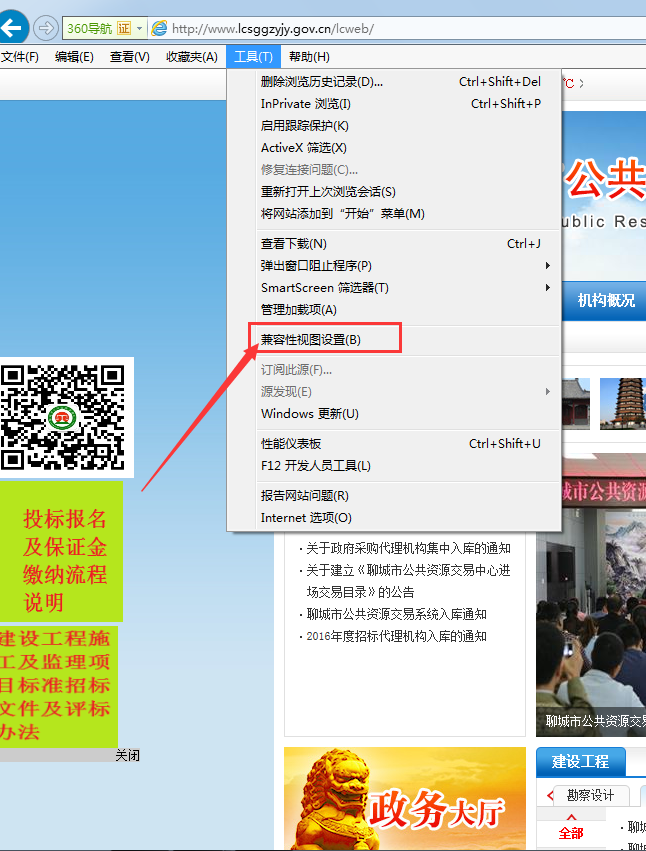 360导航 证
http://www.lcsggzyjy.gov.cn/lcweb/
文件(F) 编辑(E) 查看(V) 收藏夹(A) 工具(T) 帮助(H)
删除浏览历史记录(D)... Ctrl+Shift+Del
℃
InPrivate 浏览(I) Ctrl+Shift+P
启用跟踪保护(K)
ActiveX 筛选(X)
修复连接问题(C)...
重新打开上次浏览会话(S)
将网站添加到“开始”菜单(M)
查看下载(N) Ctrl+J
弹出窗口阻止程序(P)
SmartScreen 筛选器(T)
管理加载项(A)
兼容性视图设置(B)
订阅此源(F)...
源发现(E)
Windows 更新(U)
性能仪表板 Ctrl+Shift+U
F12 开发人员工具(L)
报告网站问题(R)
Internet 选项(O)
公共
ublic Res
机构概况
投标报名
及保证金
缴纳流程
说明
建设工程施
工及监理项
目标准招标
文件及评标
办法
关闭
· 关于政府采购代理机构集中入库的通知
· 关于建立《聊城市公共资源交易中心进
场交易目录》的公告
· 聊城市公共资源交易系统入库通知
· 2016年度招标代理机构入库的通知
城市公共资源
聊城市公共资源交易
政务大厅
建设工程
勘察设计
全部
· 聊城
· 聊城